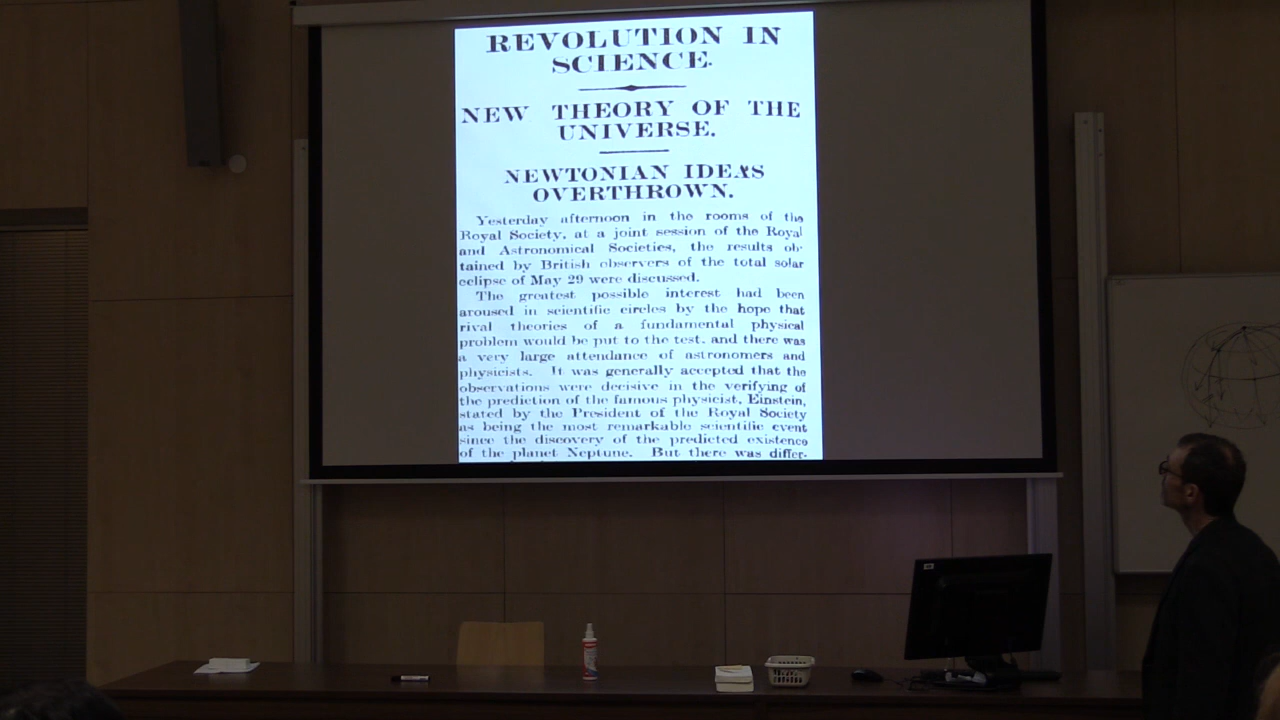 REVOLUTION IN
SCIENCE.
NEW THEORY OF THE
UNIVERSE.
NEWTONIAN IDEAS
OVERTHROWN.
Yesterday afternoon in the rooms of the
Royal Society, at a joint session of the Royal
and Astronomical Societies, the results ob-
tained by British observers of the total solar
eclipse of May 29 were discussed.
The greatest possible interest had been
aroused in scientific circles by the hope that
rival theories of a fundamental physical
problem would be put to the test, and there was
a very large attendance of astronomers and
physicists. It was generally accepted that the
observations were decisive in the verifying of
the prediction of the famous physicist, Einstein,
stated by the President of the Royal Society
as being the most remarkable scientific event
since the discovery of the predicted existence
of the planet Neptune. But there was differ-